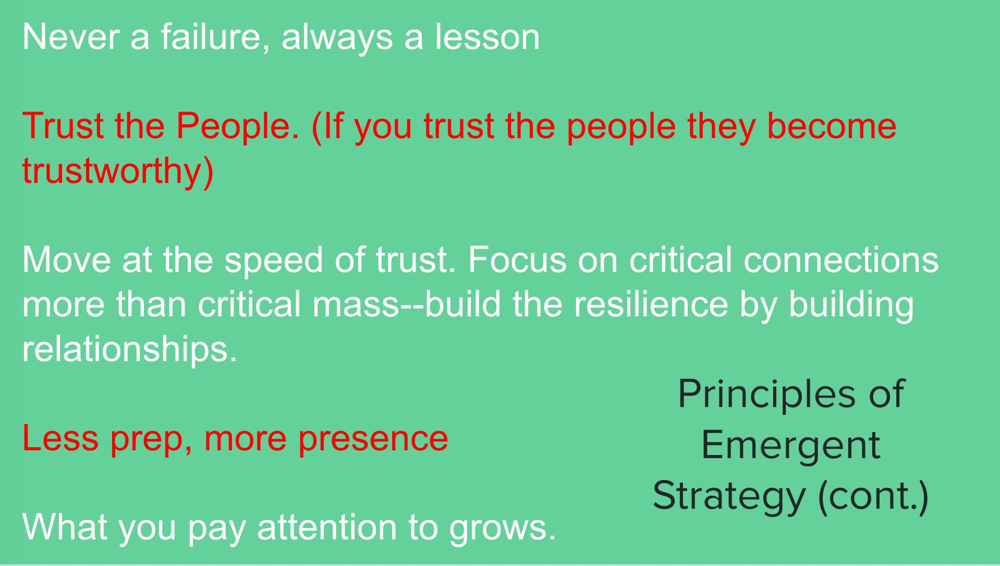 Never a failure, always a lesson
Trust the People. (If you trust the people they become
trustworthy)
Move at the speed of trust. Focus on critical connections
more than critical mass--build the resilience by building
relationships.
Less prep, more presence
What you pay attention to grows.
Principles of
Emergent
Strategy (cont.)